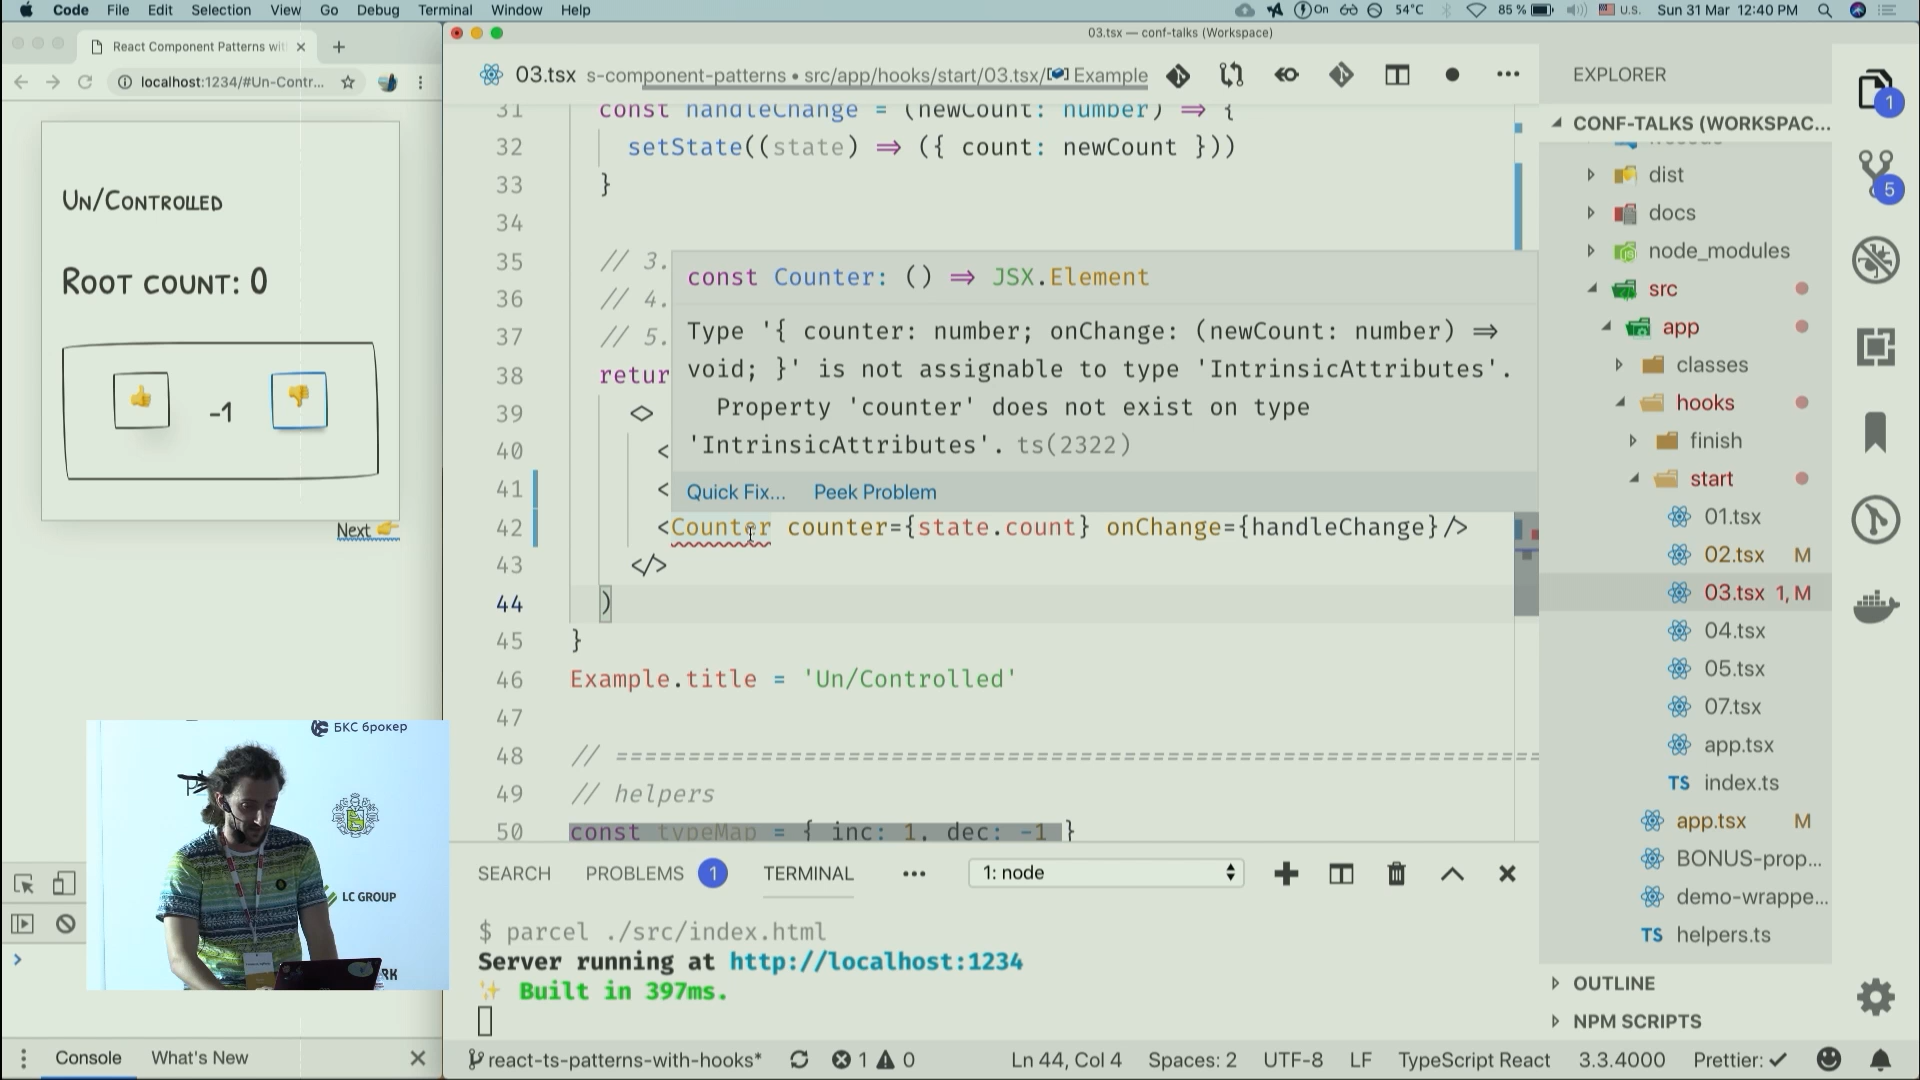 Code File Edit Selection View Go Debug Terminal Window Help
On 54°C 85 % U.S. Sun 31 Mar 12:40 PM
React Component Patterns wit
localhost:1234/#Un-Contr...
Un/Controlled
Root count: 0
-1
Next
03.tsx — conf-talks (Workspace)
03.tsx s-component-patterns • src/app/hooks/start/03.tsx/ Example
31 const handleChange = (newCount: number) ⇒ {
32 setState((state) ⇒ ({ count: newCount }))
33 }
34
35 // 3.
36 // 4.
37 // 5.
38 retur
39 <>
40 <
41 <
42 <Counter counter={state.count} onChange={handleChange}/>
43 </>
44 )
45 }
46 Example.title = 'Un/Controlled'
47
48 // ================================================================
49 // helpers
50 const typeMap = { inc: 1, dec: -1 }
const Counter: () ⇒ JSX.Element
Type '{ counter: number; onChange: (newCount: number) ⇒
void; }' is not assignable to type 'IntrinsicAttributes'.
Property 'counter' does not exist on type
'IntrinsicAttributes'. ts(2322)
Quick Fix... Peek Problem
SEARCH PROBLEMS 1 TERMINAL ••• 1: node
$ parcel ./src/index.html
Server running at http://localhost:1234
Built in 397ms.
EXPLORER
CONF-TALKS (WORKSPAC...
dist
docs
node_modules
src
app
classes
hooks
finish
start
01.tsx
02.tsx M
03.tsx 1, M
04.tsx
05.tsx
07.tsx
app.tsx
TS index.ts
app.tsx M
BONUS-prop...
demo-wrappe...
TS helpers.ts
OUTLINE
NPM SCRIPTS
1
5
БКС брокер
LC GROUP
RK
Console What's New
react-ts-patterns-with-hooks* 1 0 Ln 44, Col 4 Spaces: 2 UTF-8 LF TypeScript React 3.3.4000 Prettier: ✓